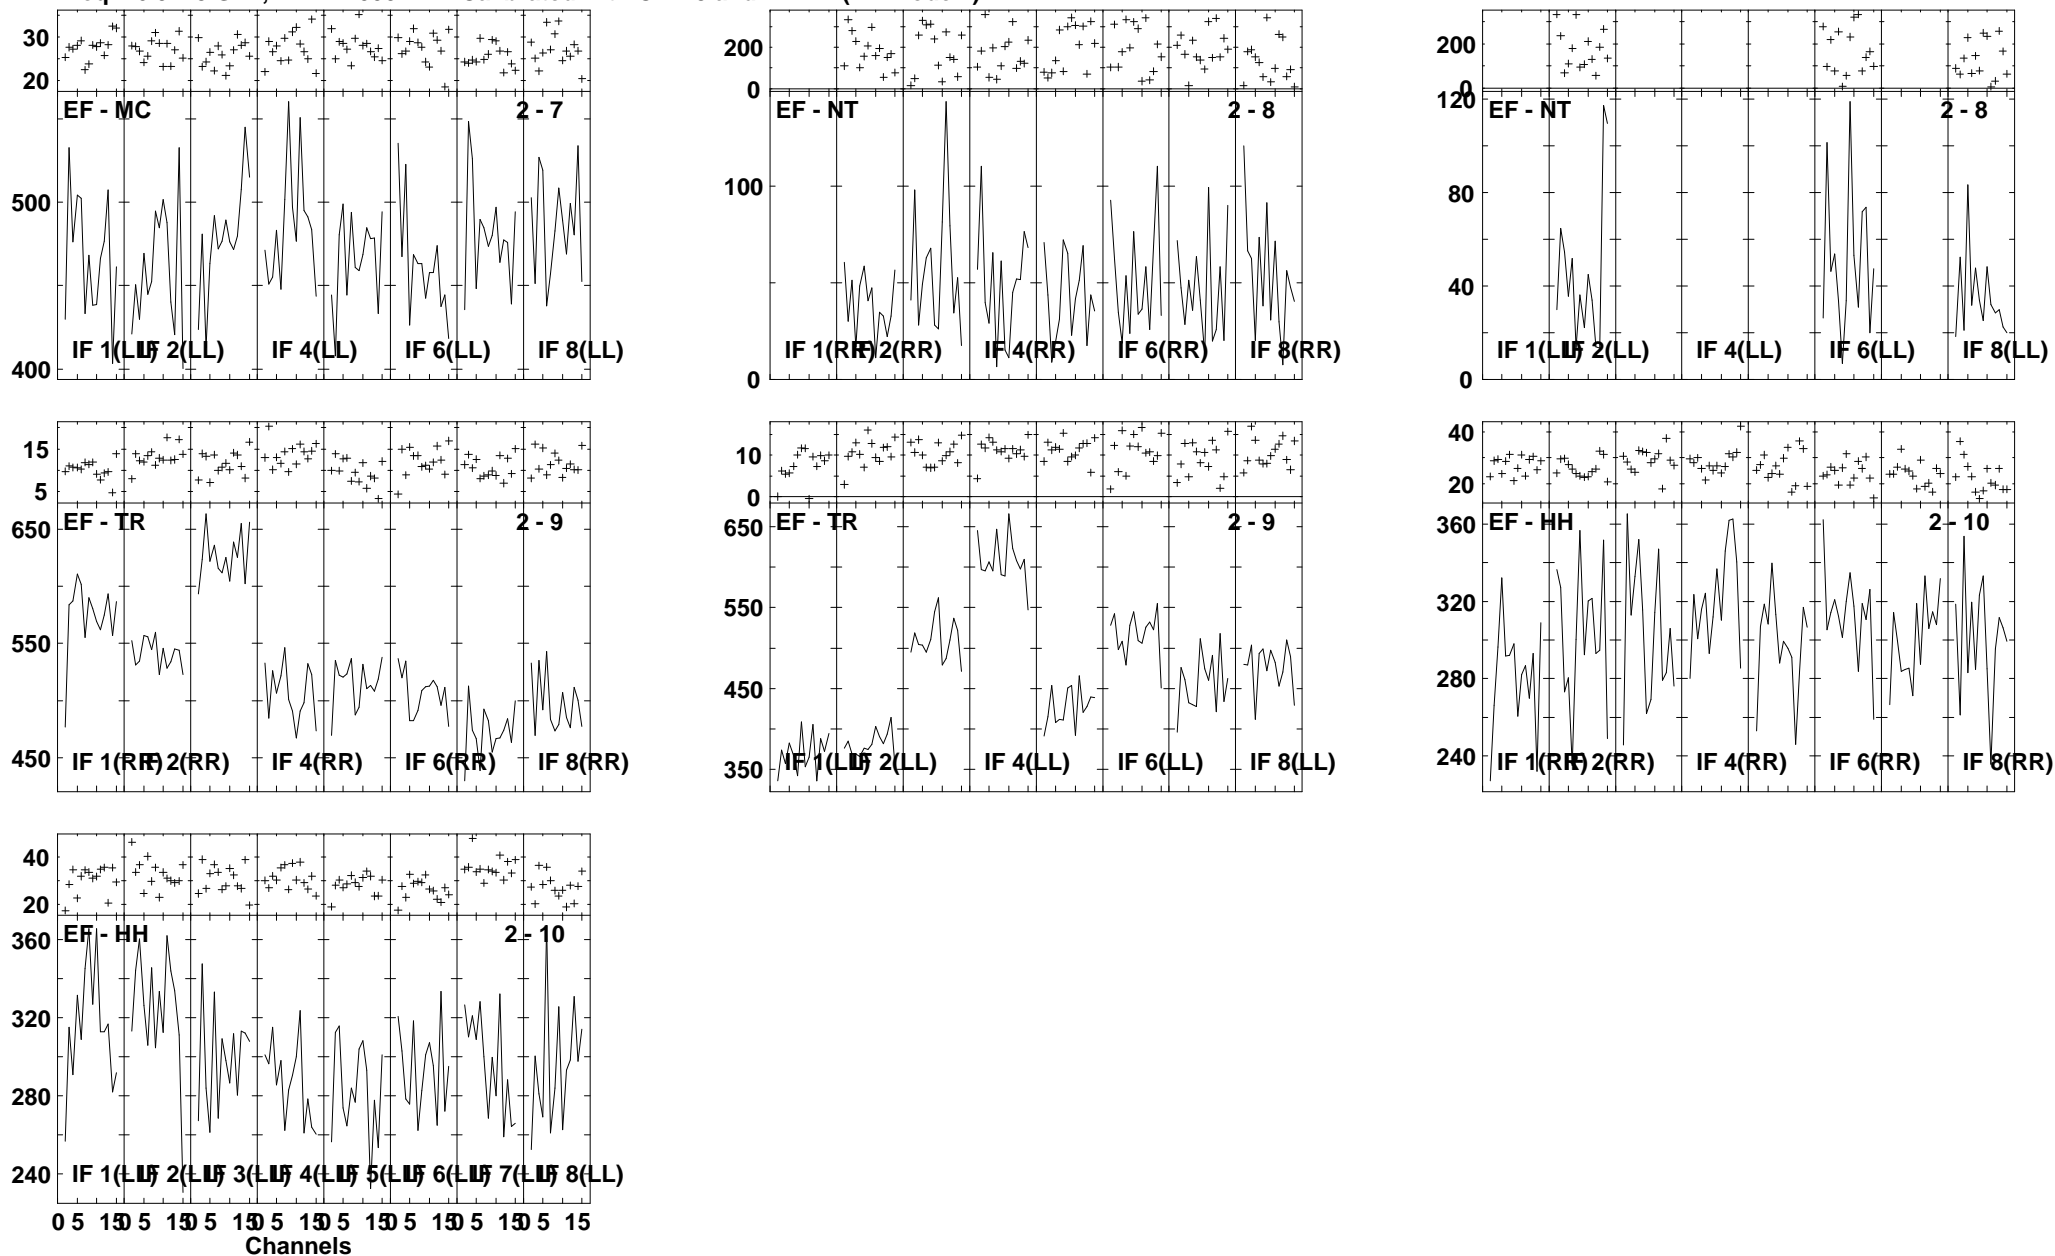 30
20
EF - MC 2 - 7
500
400
IF 1(LL) IF 2(LL) IF 4(LL) IF 6(LL) IF 8(LL)
200
0
EF - NT 2 - 8
100
0
IF 1(RR) IF 2(RR) IF 4(RR) IF 6(RR) IF 8(RR)
200
0
EF - NT 2 - 8
120
80
40
0
IF 1(LL) IF 2(LL) IF 4(LL) IF 6(LL) IF 8(LL)
15
5
EF - TR 2 - 9
650
550
450
IF 1(RR) IF 2(RR) IF 4(RR) IF 6(RR) IF 8(RR)
10
0
EF - TR 2 - 9
650
550
450
350
IF 1(LL) IF 2(LL) IF 4(LL) IF 6(LL) IF 8(LL)
40
20
EF - HH 2 - 10
360
320
280
240
IF 1(RR) IF 2(RR) IF 4(RR) IF 6(RR) IF 8(RR)
40
20
EF - HH 2 - 10
360
320
280
240
IF 1(LL) IF 2(LL) IF 3(LL) IF 4(LL) IF 5(LL) IF 6(LL) IF 7(LL) IF 8(LL)
0 5 15 0 5 15 0 5 15 0 5 15 0 5 15 0 5 15 0 5 15 0 5 15
Channels